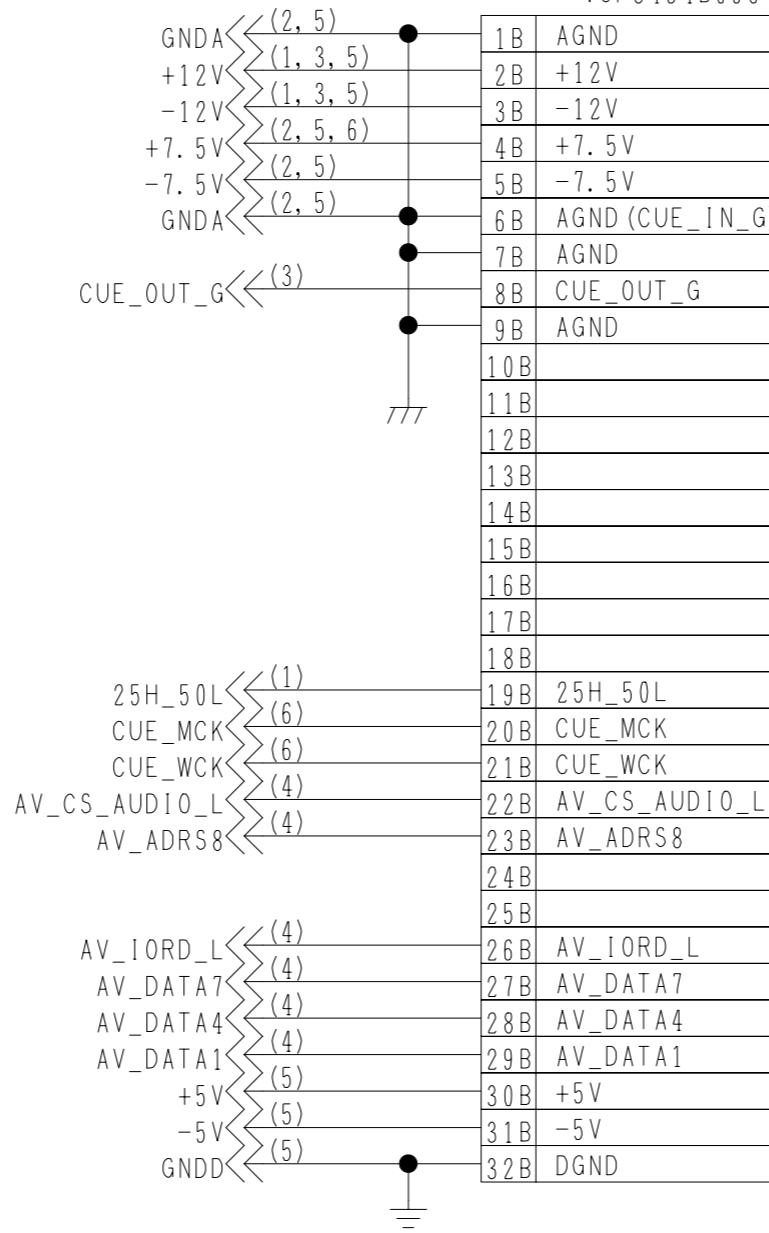 GNDA (2, 5) 1B AGND
+12V (1, 3, 5) 2B +12V
-12V (1, 3, 5) 3B -12V
+7.5V (2, 5, 6) 4B +7.5V
-7.5V (2, 5) 5B -7.5V
GNDA (2, 5) 6B AGND(CUE_IN_G
7B AGND
CUE_OUT_G (3) 8B CUE_OUT_G
9B AGND
10B
11B
12B
13B
14B
15B
16B
17B
18B
25H_50L (1) 19B 25H_50L
CUE_MCK (6) 20B CUE_MCK
CUE_WCK (6) 21B CUE_WCK
AV_CS_AUDIO_L (4) 22B AV_CS_AUDIO_L
AV_ADRS8 (4) 23B AV_ADRS8
24B
25B
AV_IORD_L (4) 26B AV_IORD_L
AV_DATA7 (4) 27B AV_DATA7
AV_DATA4 (4) 28B AV_DATA4
AV_DATA1 (4) 29B AV_DATA1
+5V (5) 30B +5V
-5V (5) 31B -5V
GNDD (5) 32B DGND